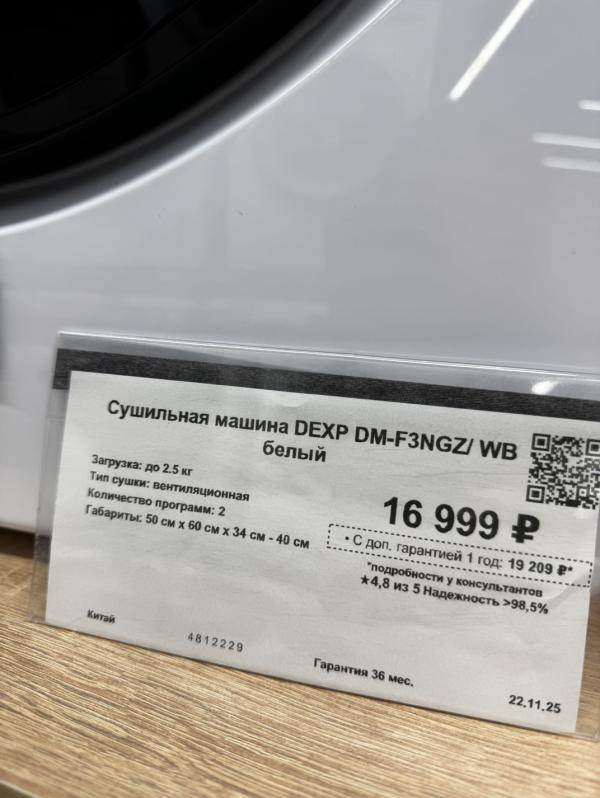 Сушильная машина DEXP DM-F3NGZ/ WB
белый
Загрузка: до 2.5 кг
Тип сушки: вентиляционная
Количество программ: 2
Габариты: 50 см x 60 см x 34 см - 40 см
16 999 ₽
• С доп. гарантией 1 год: 19 209 ₽*
*подробности у консультантов
★4,8 из 5 Надежность >98,5%
Китай
4812229
Гарантия 36 мес.
22.11.25